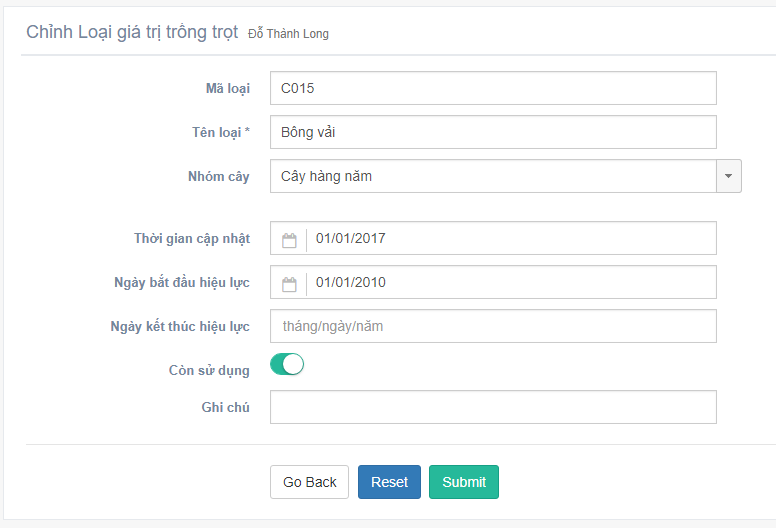 Chỉnh Loại giá trị trồng trọt Đỗ Thành Long
Mã loại C015
Tên loại * Bông vải
Nhóm cây Cây hàng năm
Thời gian cập nhật 01/01/2017
Ngày bắt đầu hiệu lực 01/01/2010
Ngày kết thúc hiệu lực tháng/ngày/năm
Còn sử dụng
Ghi chú
Go Back Reset Submit